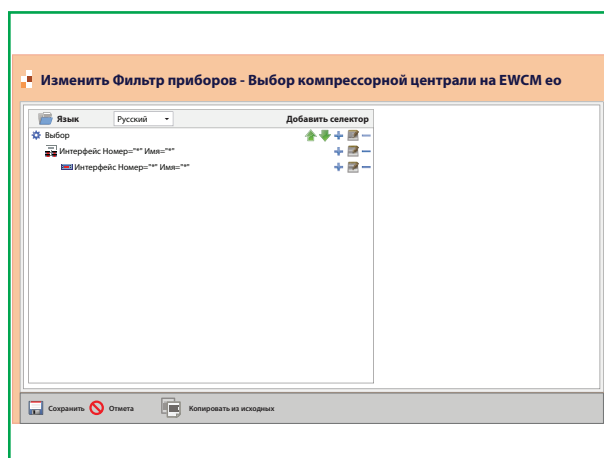 Изменить Фильтр приборов - Выбор компрессорной централи на EWCM eo
Язык Русский Добавить селектор
Выбор
Интерфейс Номер="*" Имя="*"
Интерфейс Номер="*" Имя="*"
Сохранить Отмета Копировать из исходных